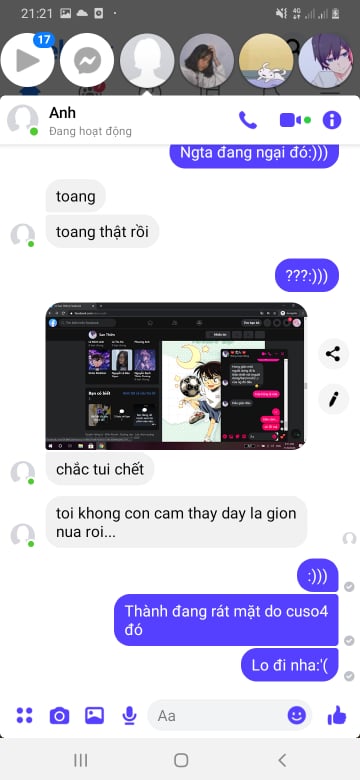 21:21
4G
17
Anh
Đang hoạt động
Ngta đang ngại đó:)))
toang
toang thật rồi
???:)))
chắc tui chết
toi khong con cam thay day la gion
nua roi...
:)))
Thành đang rát mặt do cuso4
đó
Lo đi nha:'(
Aa